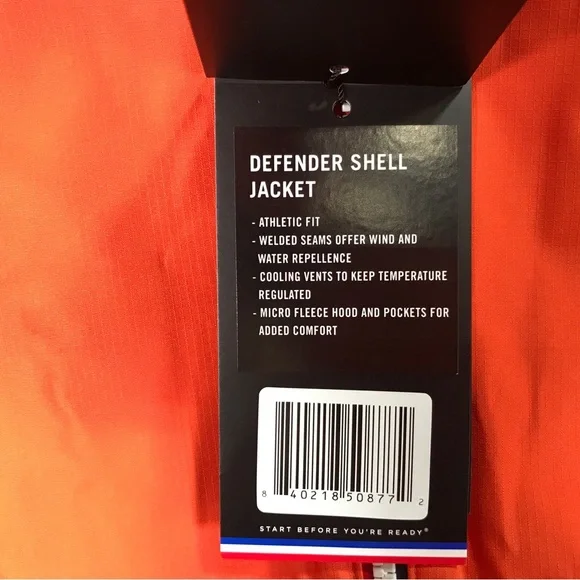 DEFENDER SHELL
JACKET
- ATHLETIC FIT
- WELDED SEAMS OFFER WIND AND
WATER REPELLENCE
- COOLING VENTS TO KEEP TEMPERATURE
REGULATED
- MICRO FLEECE HOOD AND POCKETS FOR
ADDED COMFORT
8 40218 50877 2
START BEFORE YOU'RE READY®